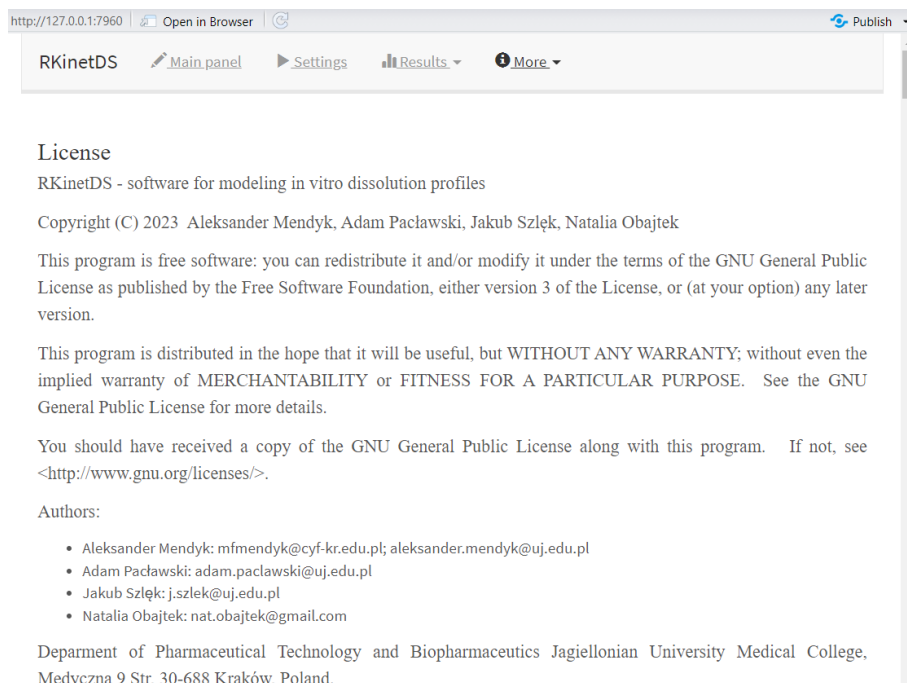 http://127.0.0.1:7960 Open in Browser Publish
RKinetDS Main panel Settings Results More
License
RKinetDS - software for modeling in vitro dissolution profiles
Copyright (C) 2023 Aleksander Mendyk, Adam Pacławski, Jakub Szlęk, Natalia Obajtek
This program is free software: you can redistribute it and/or modify it under the terms of the GNU General Public
License as published by the Free Software Foundation, either version 3 of the License, or (at your option) any later
version.
This program is distributed in the hope that it will be useful, but WITHOUT ANY WARRANTY; without even the
implied warranty of MERCHANTABILITY or FITNESS FOR A PARTICULAR PURPOSE. See the GNU
General Public License for more details.
You should have received a copy of the GNU General Public License along with this program. If not, see
<http://www.gnu.org/licenses/>.
Authors:
• Aleksander Mendyk: mfmendyk@cyf-kr.edu.pl; aleksander.mendyk@uj.edu.pl
• Adam Pacławski: adam.paclawski@uj.edu.pl
• Jakub Szlęk: j.szlek@uj.edu.pl
• Natalia Obajtek: nat.obajtek@gmail.com
Deparment of Pharmaceutical Technology and Biopharmaceutics Jagiellonian University Medical College,
Medyczna 9 Str, 30-688 Kraków, Poland.